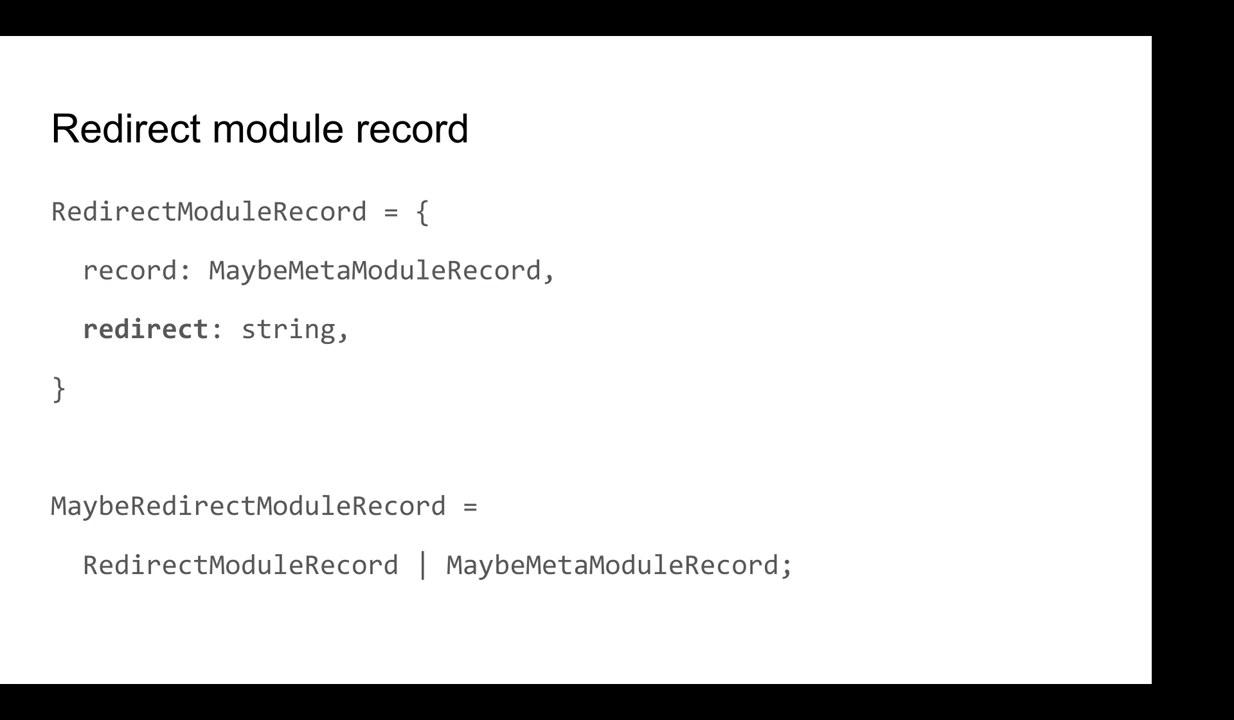 Redirect module record
RedirectModuleRecord = {
record: MaybeMetaModuleRecord,
redirect: string,
}
MaybeRedirectModuleRecord =
RedirectModuleRecord | MaybeMetaModuleRecord;